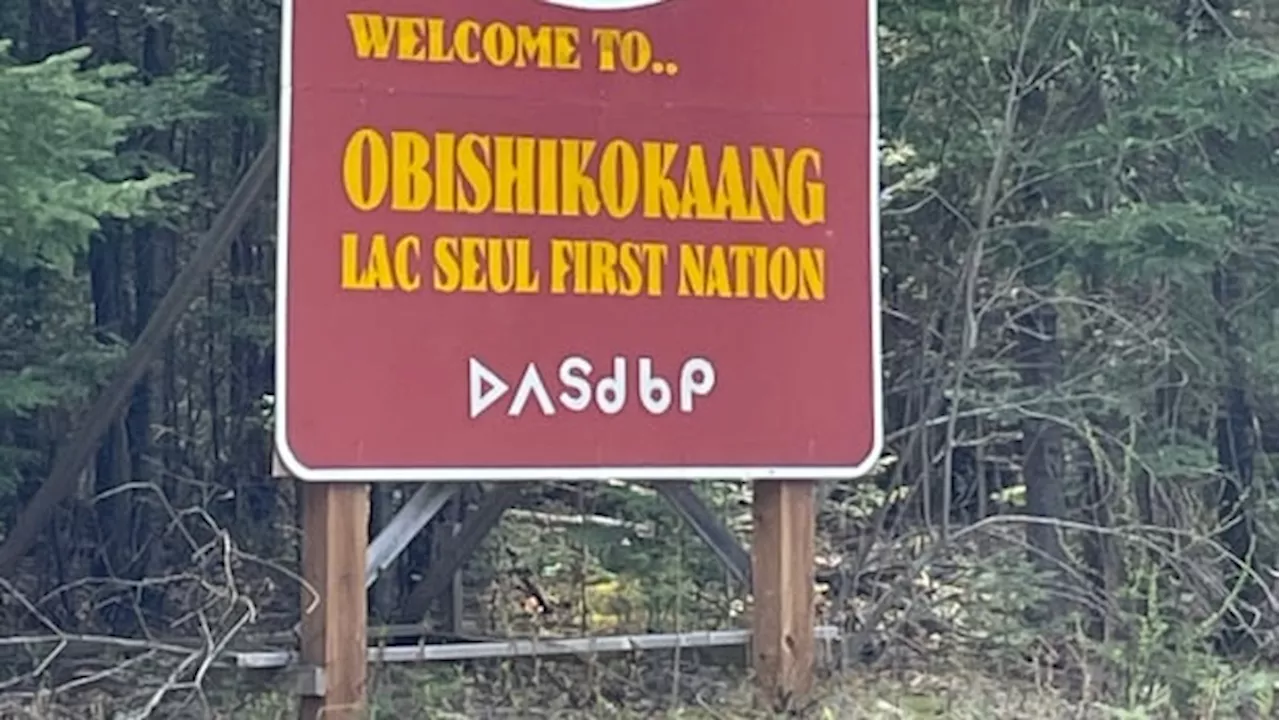 WELCOME TO..
OBISHIKOKAANG
LAC SEUL FIRST NATION
ᐅᐱᔕᑯᑲᑭ